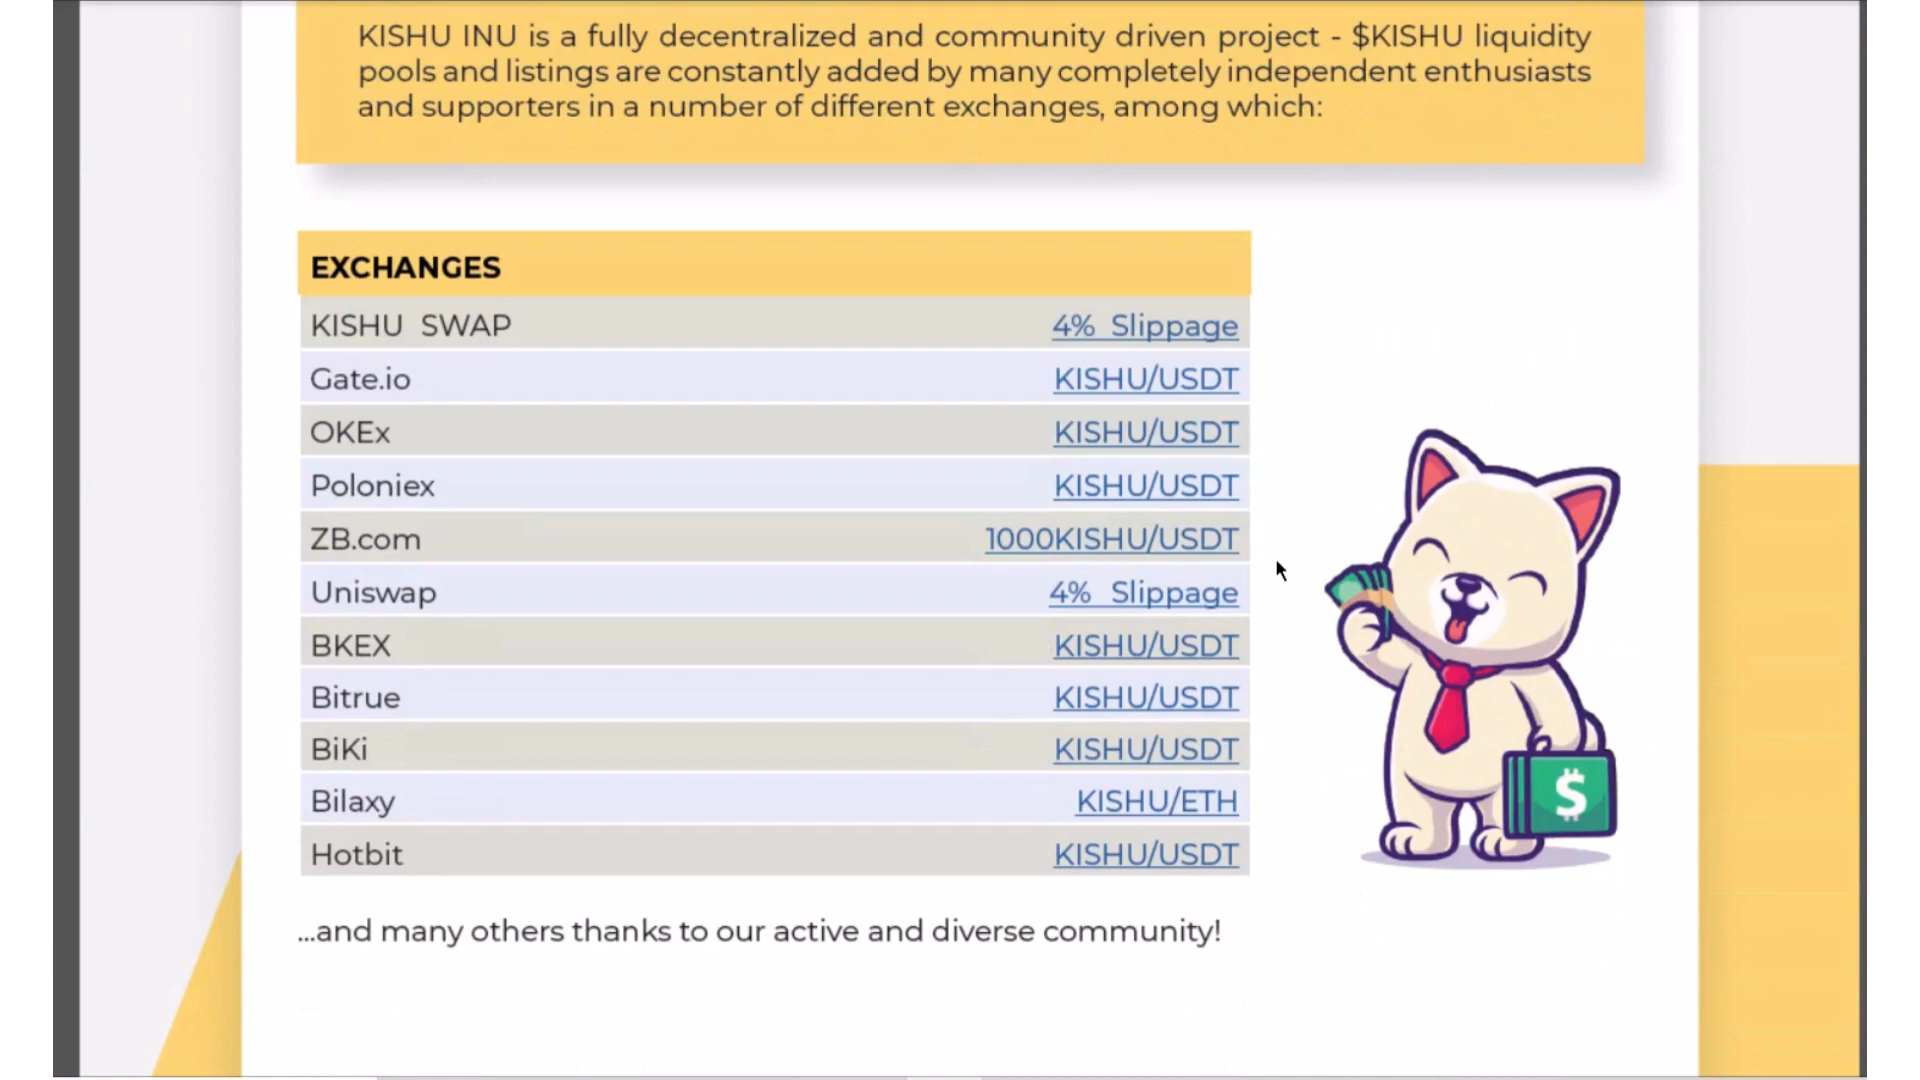 KISHU INU is a fully decentralized and community driven project - $KISHU liquidity
pools and listings are constantly added by many completely independent enthusiasts
and supporters in a number of different exchanges, among which:
EXCHANGES
KISHU SWAP 4% Slippage
Gate.io KISHU/USDT
OKEx KISHU/USDT
Poloniex KISHU/USDT
ZB.com 1000KISHU/USDT
Uniswap 4% Slippage
BKEX KISHU/USDT
Bitrue KISHU/USDT
BiKi KISHU/USDT
Bilaxy KISHU/ETH
Hotbit KISHU/USDT
$
...and many others thanks to our active and diverse community!